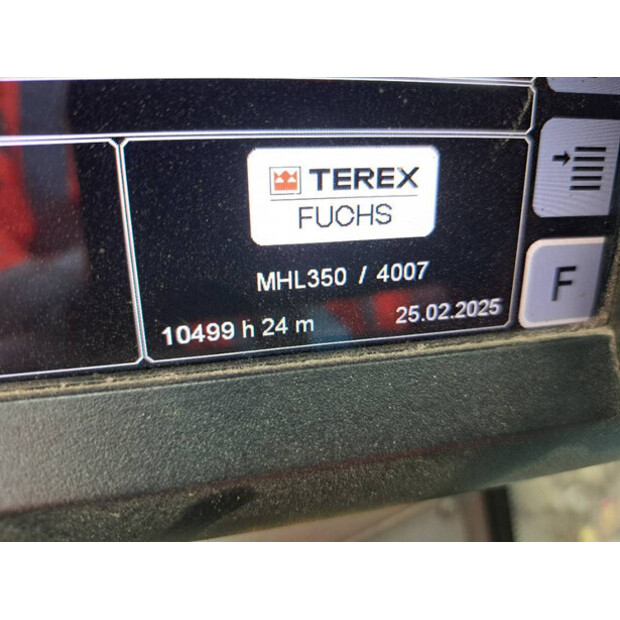 TEREX
FUCHS
MHL350 / 4007
10499 h 24 m
25.02.2025
F